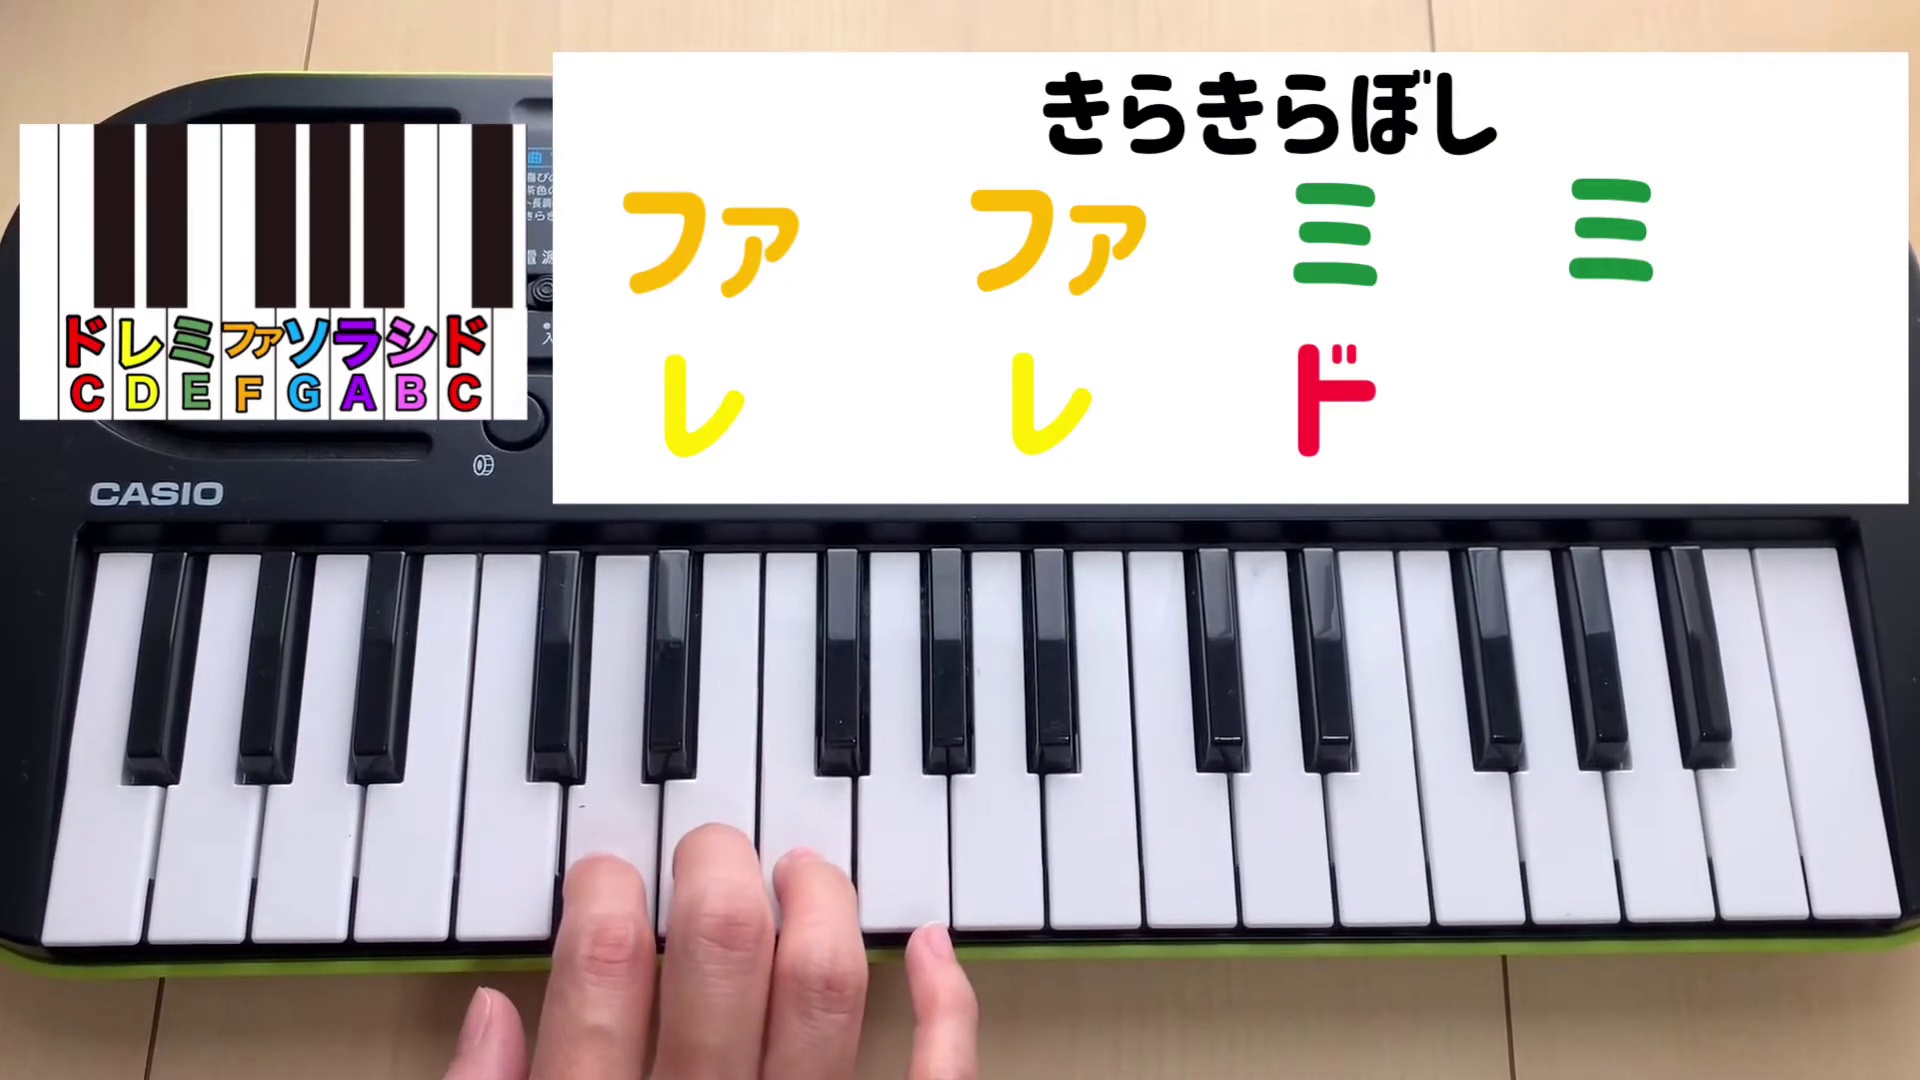 きらきらぼし
ファ ファ ミ ミ
レ レ ド
ド レ ミ ファ ソ ラ シ ド
C D E F G A B C
CASIO